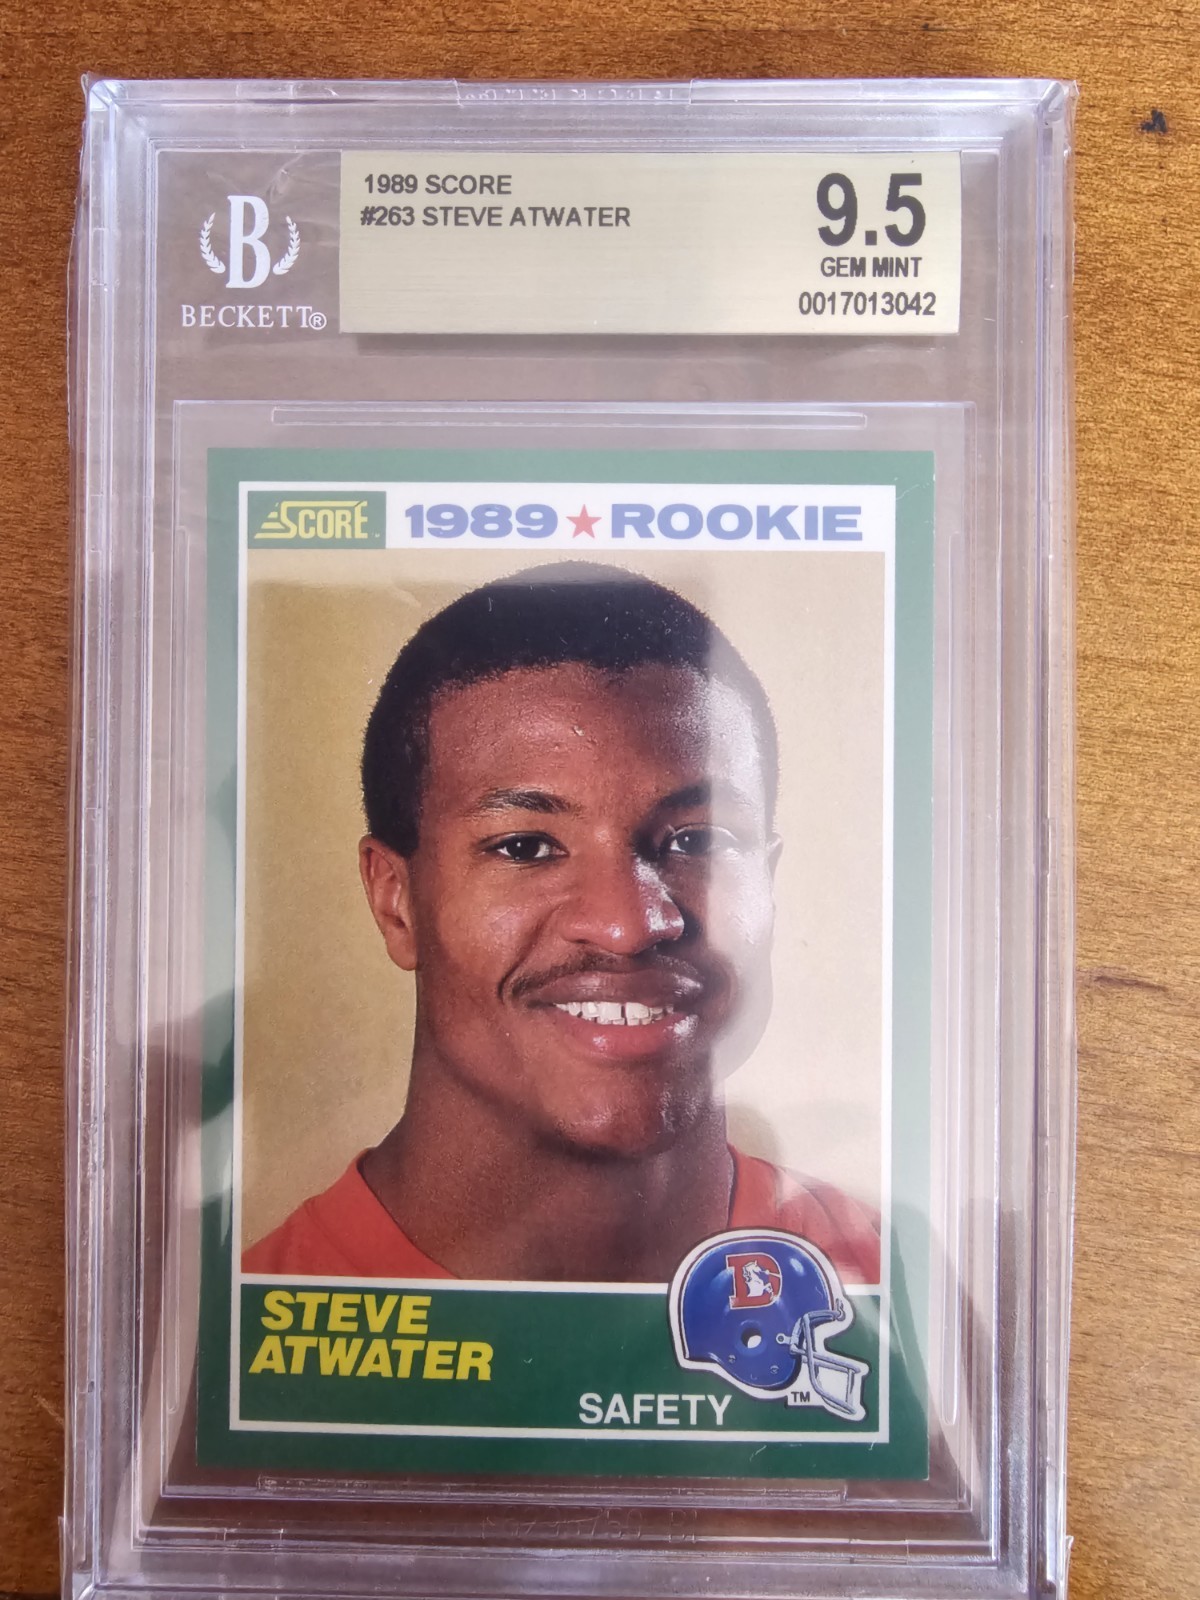 B
BECKETT®
1989 SCORE
#263 STEVE ATWATER
9.5
GEM MINT
0017013042
SCORE
1989 ★ ROOKIE
D
STEVE
ATWATER
SAFETY
TM